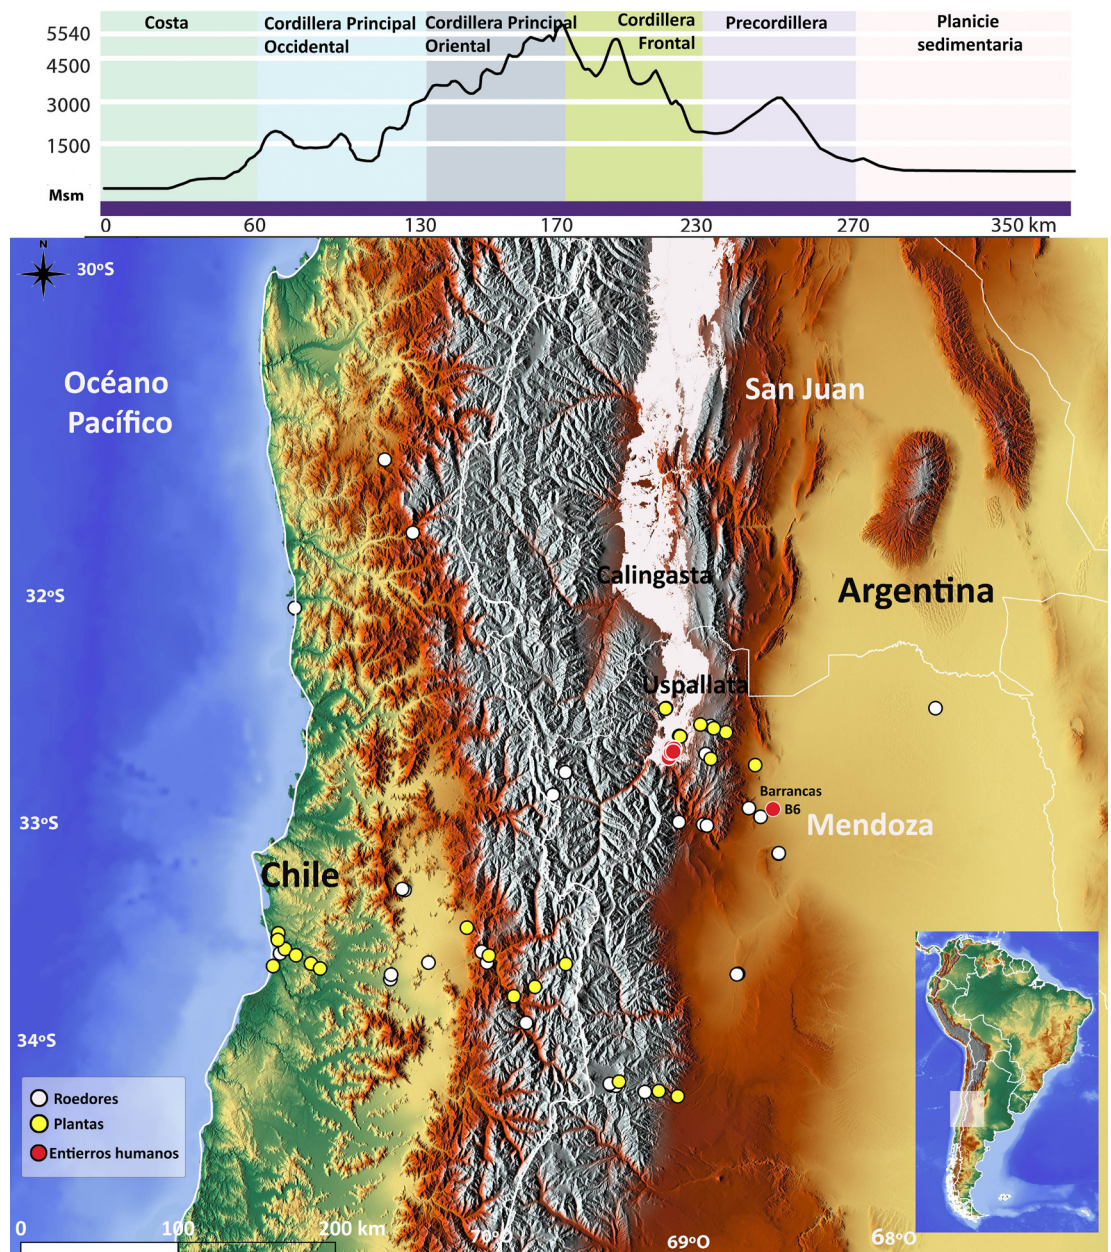 Costa
Cordillera Principal
Occidental
Cordillera Principal
Oriental
Cordillera
Frontal
Precordillera
Planicie
sedimentaria
5540
4500
3000
1500
Msm
0 60 130 170 230 270 350 km
N
30ºS
Océano
Pacífico
San Juan
Calingasta
Argentina
32ºS
Uspallata
Barrancas
B6
33ºS
Mendoza
Chile
34ºS
Roedores
Plantas
Entierros humanos
0 100 200 km
70ºO
69ºO
68ºO